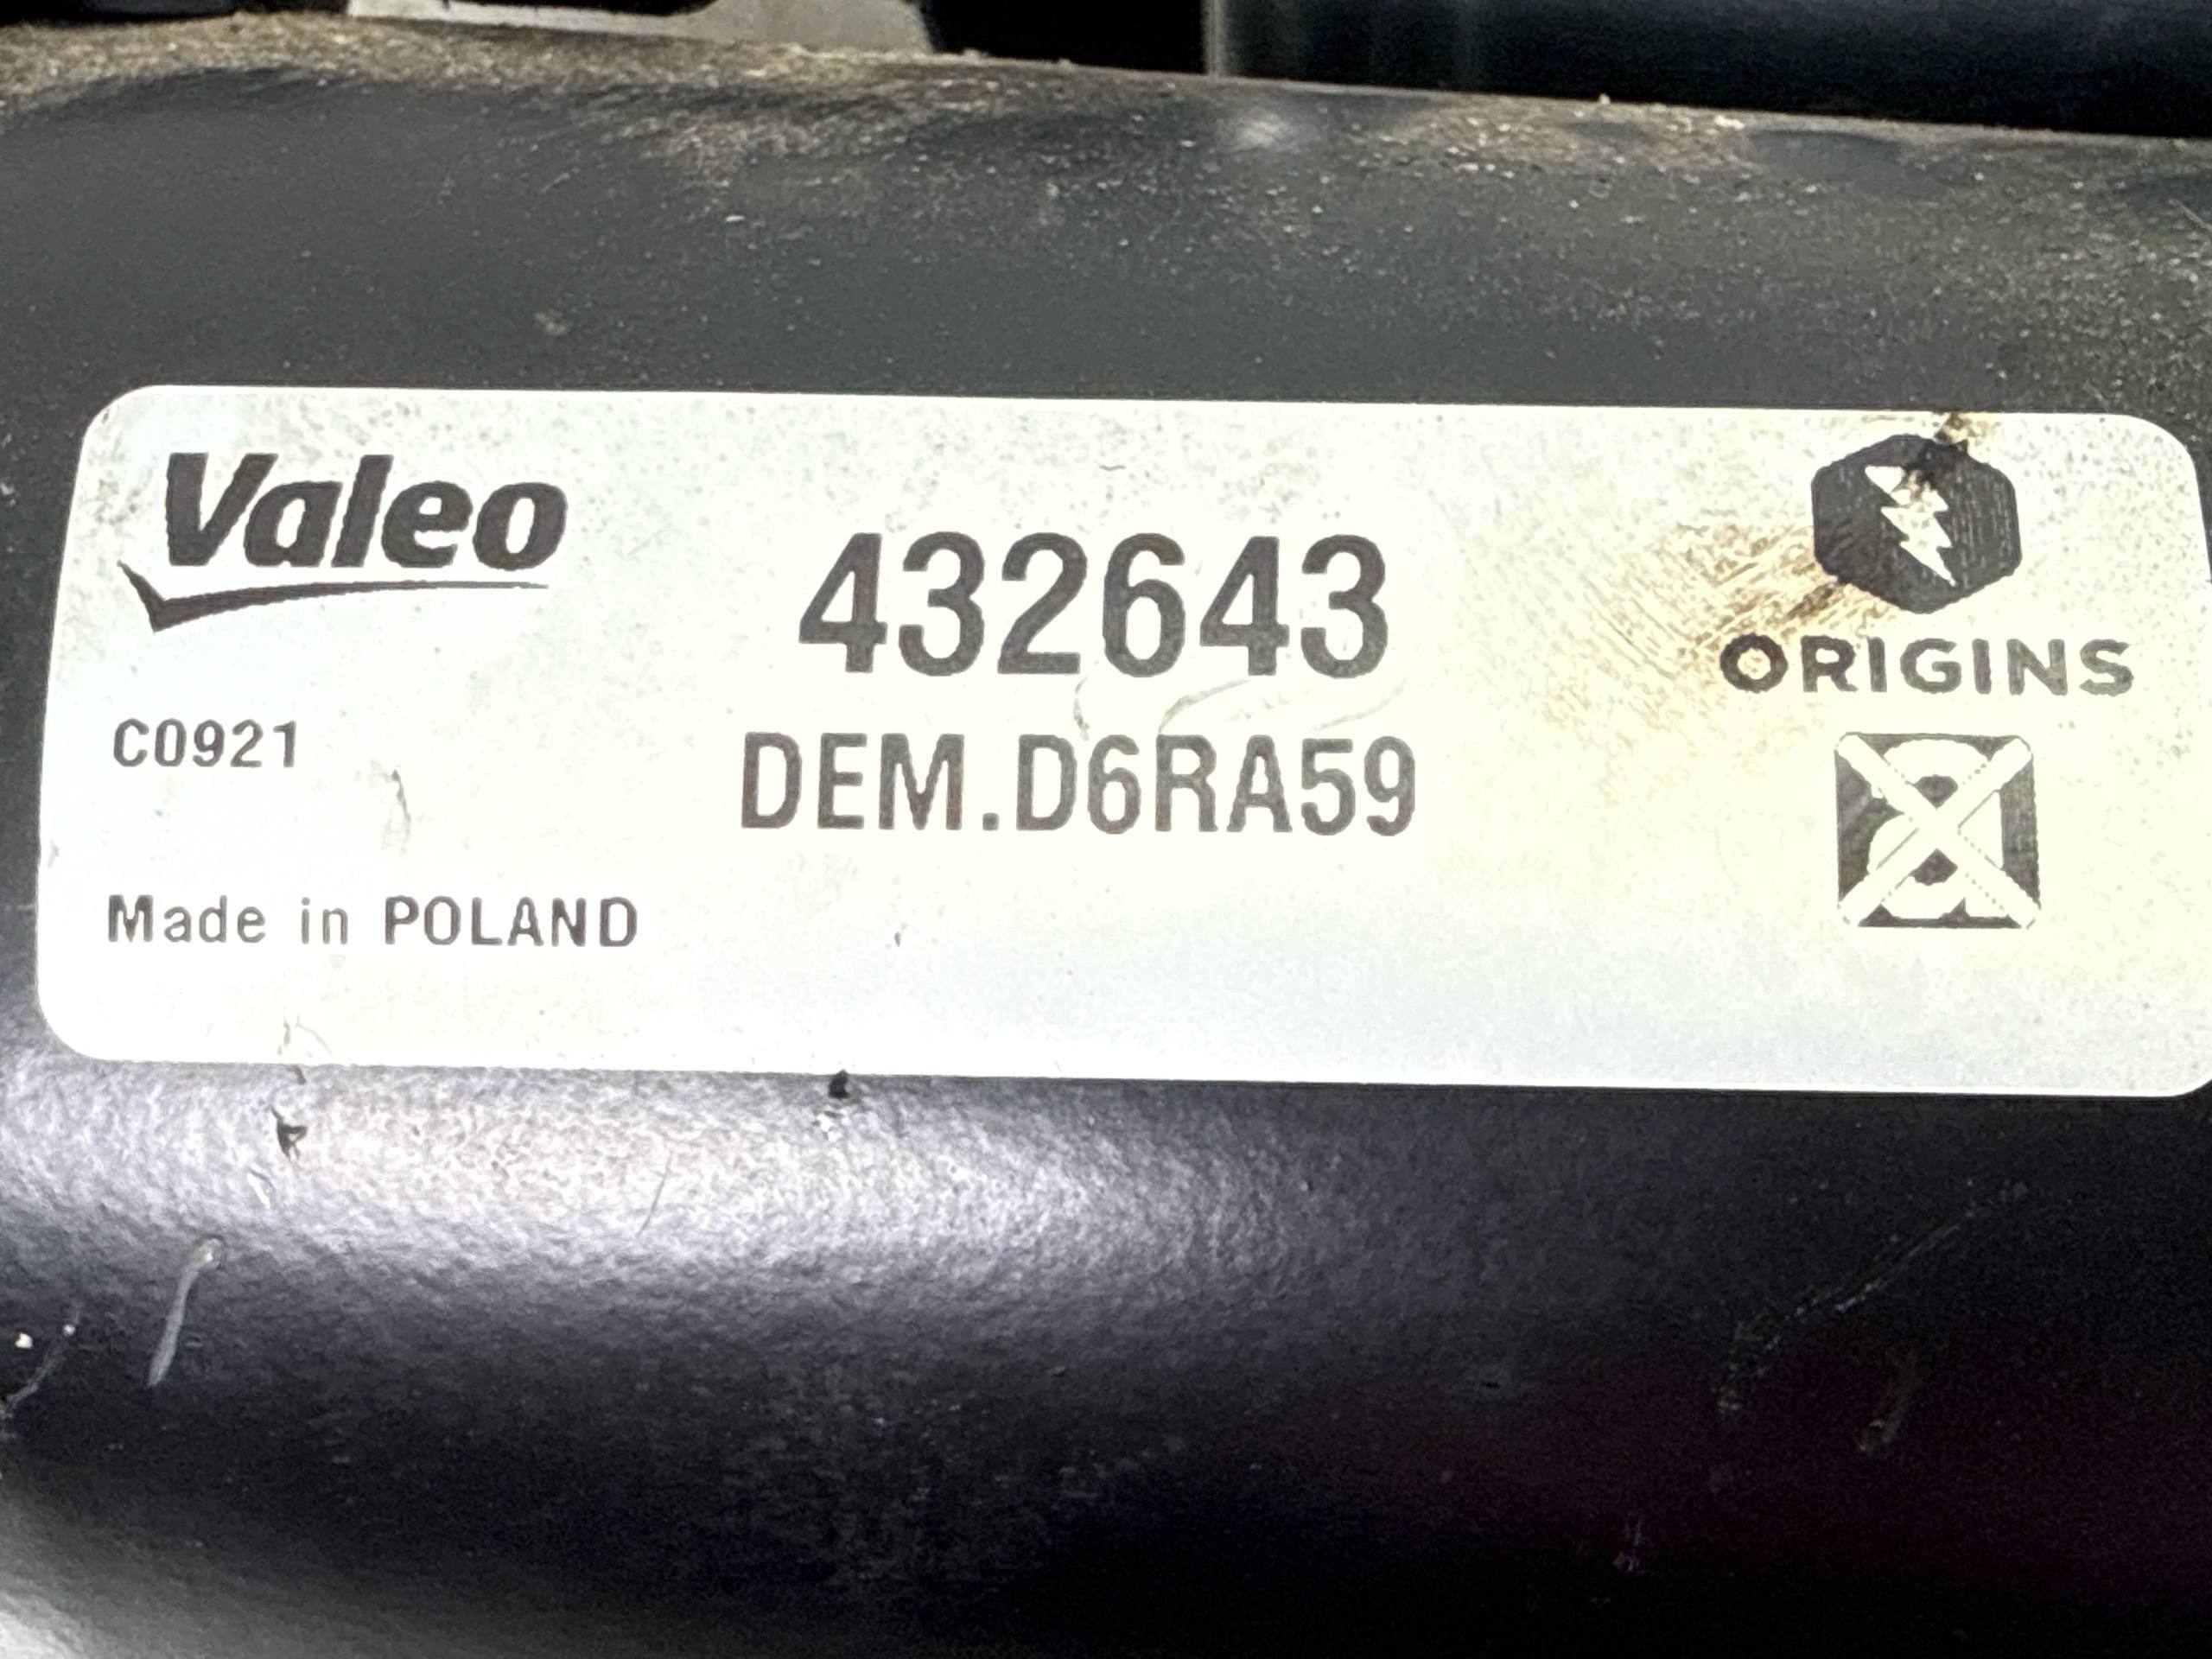 Valeo
432643
ORIGINS
C0921
DEM.D6RA59
Made in POLAND